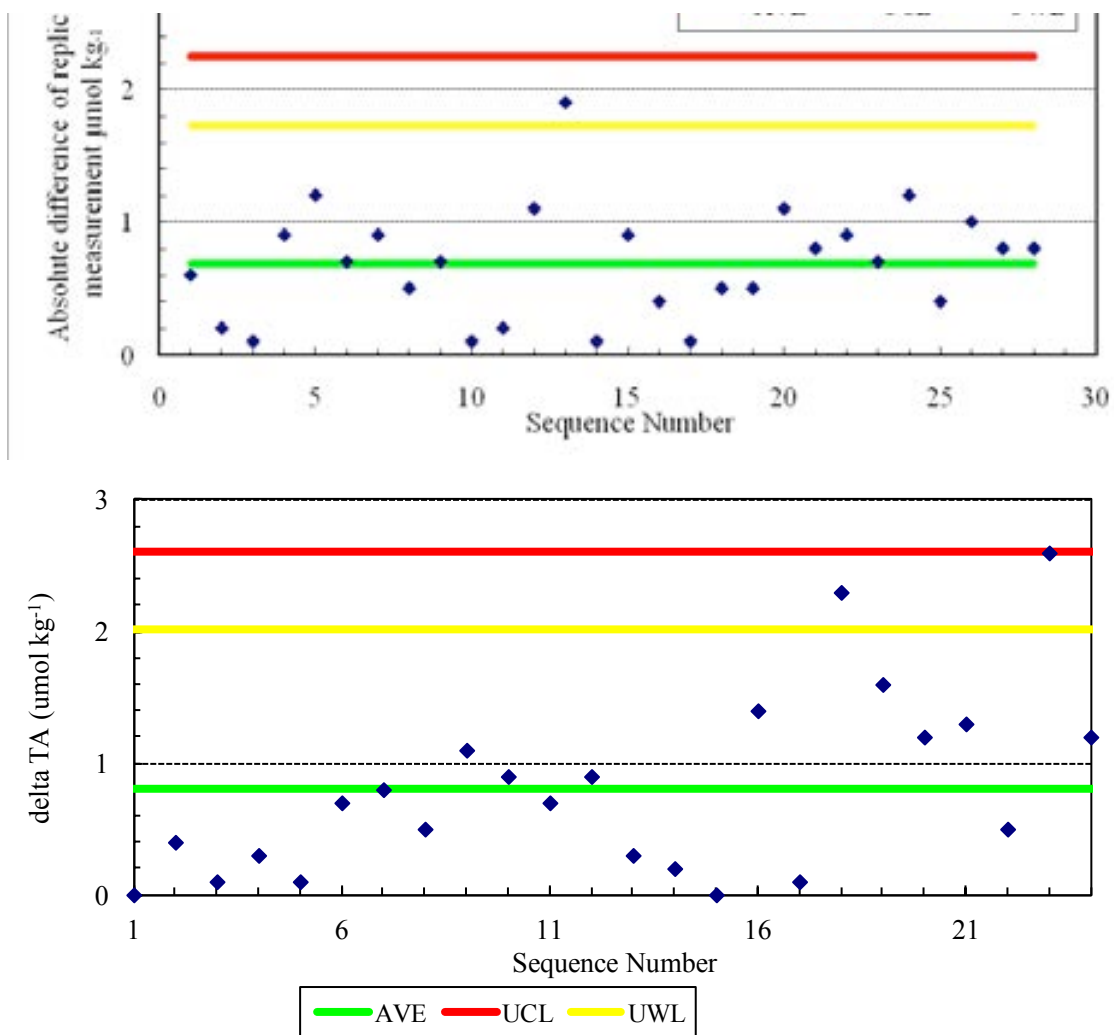 Absolute difference of replic
measurement µmol kg-1
2
1
0
0 5 10 15 20 25 30
Sequence Number
delta TA (umol kg-1)
3
2
1
0
1 6 11 16 21
Sequence Number
AVE UCL UWL